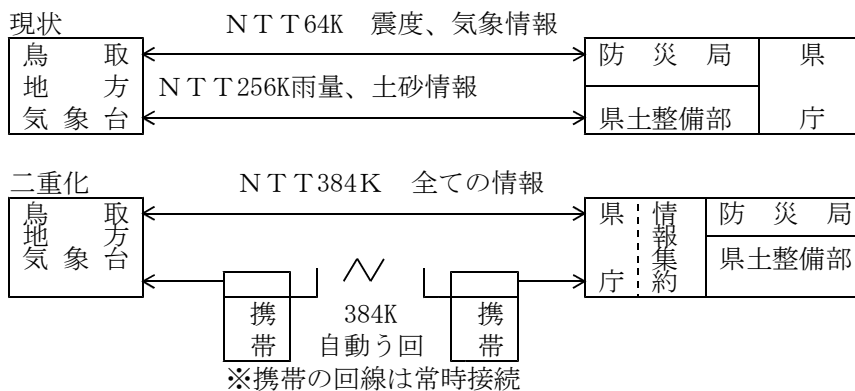 現状
NTT64K 震度、気象情報
鳥取
地方
気象台
NTT256K雨量、土砂情報
防災局
県土整備部
県庁
二重化
NTT384K 全ての情報
鳥取
地方
気象台
県庁
情報集約
防災局
県土整備部
携帯
384K
自動う回
携帯
※携帯の回線は常時接続